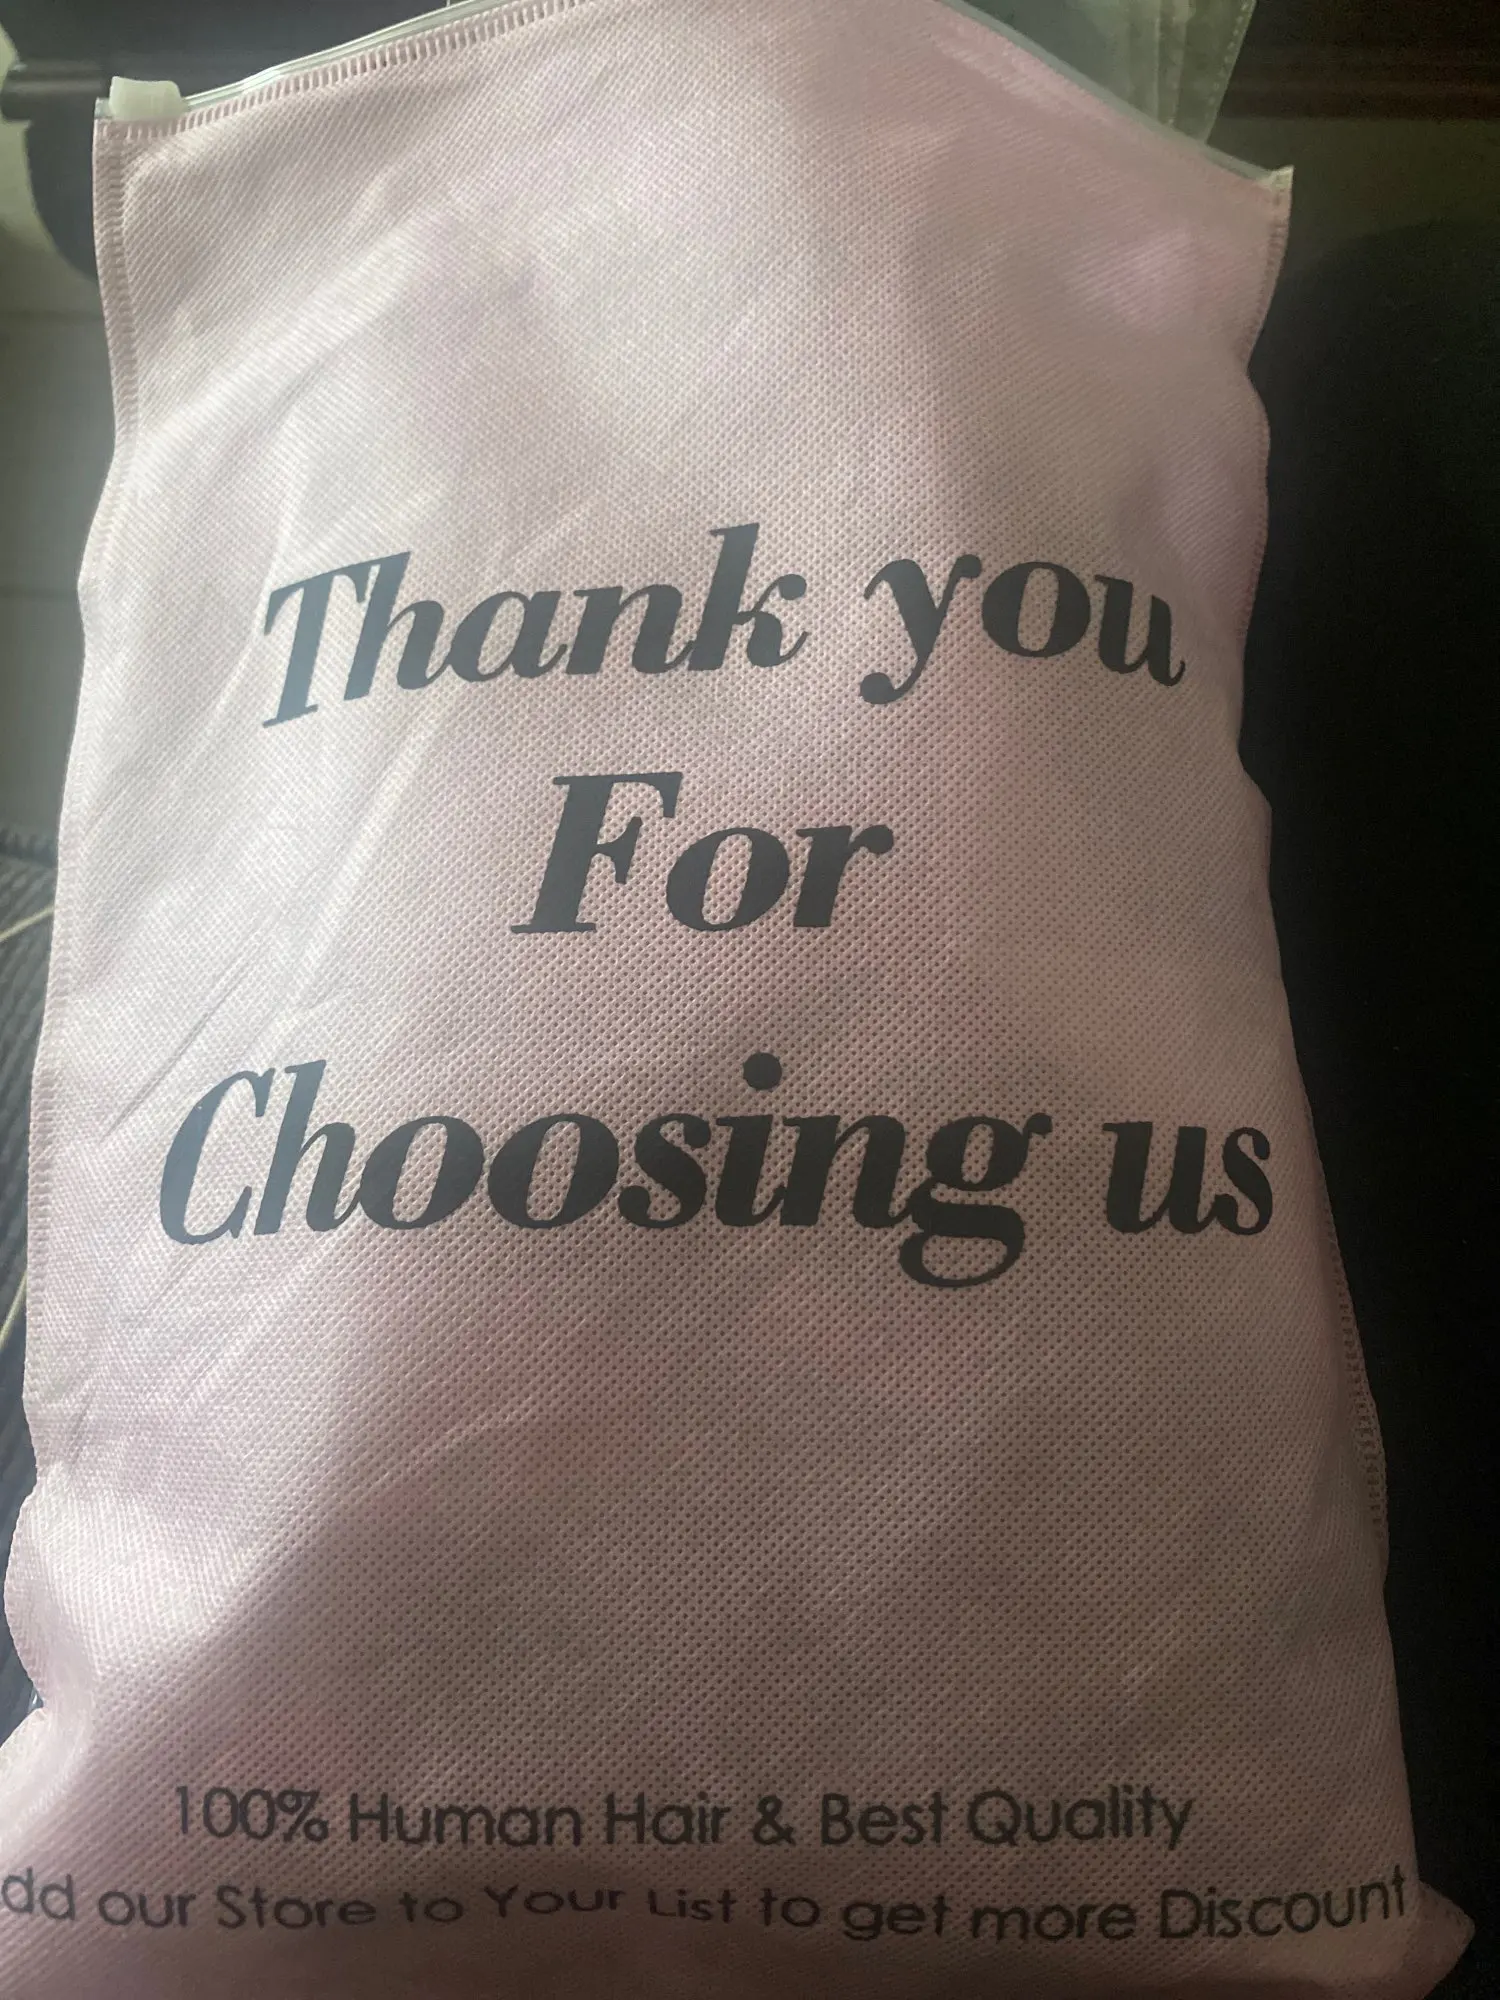 Thank you
For
Choosing us
100% Human Hair & Best Quality
dd our Store to Your List to get more Discount